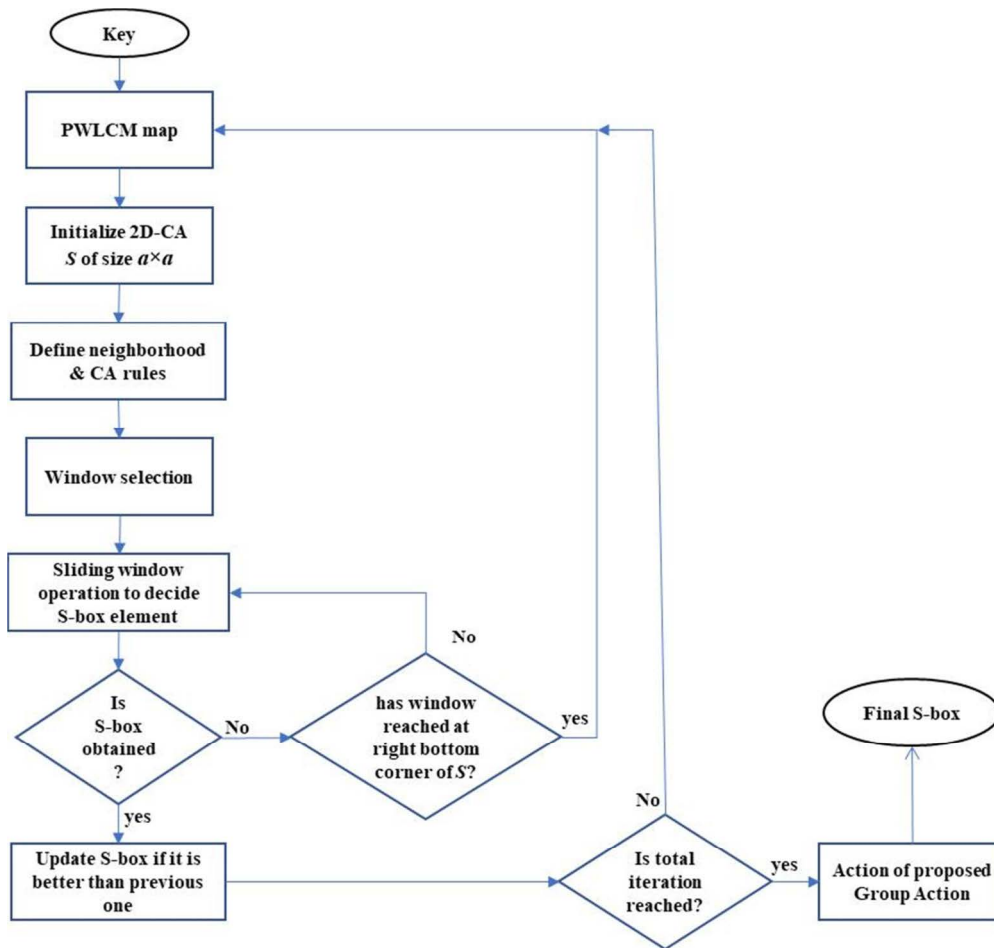 Key
PWLCM map
Initialize 2D-CA
S of size a×a
Define neighborhood
& CA rules
Window selection
Sliding window
operation to decide
S-box element
No
Is
S-box
obtained
?
No
has window
reached at
right bottom
corner of S?
yes
Final S-box
yes
No
Update S-box if it is
better than previous
one
Is total
iteration
reached?
yes
Action of proposed
Group Action